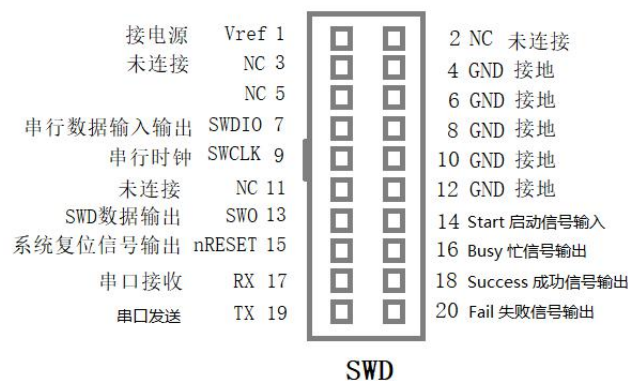 接电源 Vref 1 2 NC 未连接
未连接 NC 3 4 GND 接地
NC 5 6 GND 接地
串行数据输入输出 SWDIO 7 8 GND 接地
串行时钟 SWCLK 9 10 GND 接地
未连接 NC 11 12 GND 接地
SWD数据输出 SWO 13 14 Start 启动信号输入
系统复位信号输出 nRESET 15 16 Busy 忙信号输出
串口接收 RX 17 18 Success 成功信号输出
串口发送 TX 19 20 Fail 失败信号输出
SWD